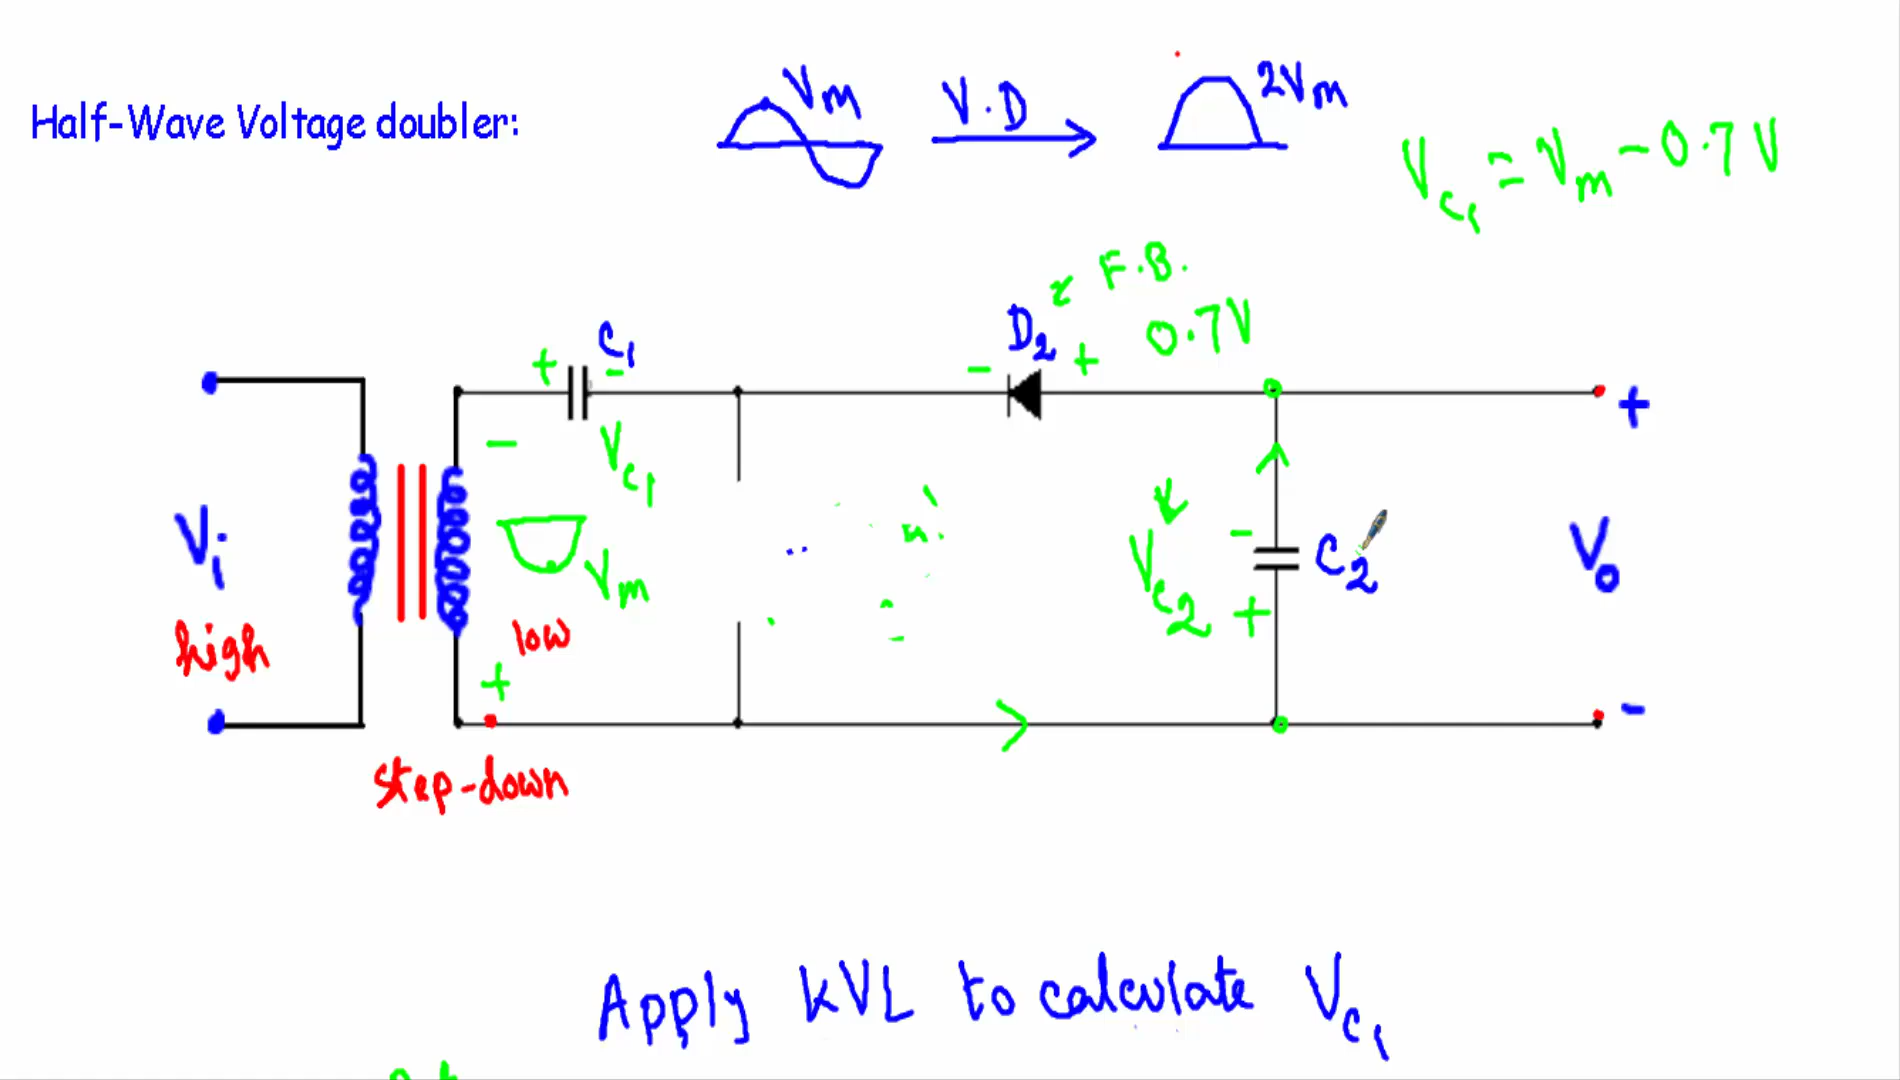 Half-Wave Voltage doubler:
Vm
V.D
2Vm
Vc1 = Vm - 0.7 V
F.B.
C1
D2
0.7V
+
-
-
+
+
-
Vc1
Vi
Vm
Vc2
-
+
C2
Vo
high
low
+
-
step-down
Apply KVL to calculate Vc1